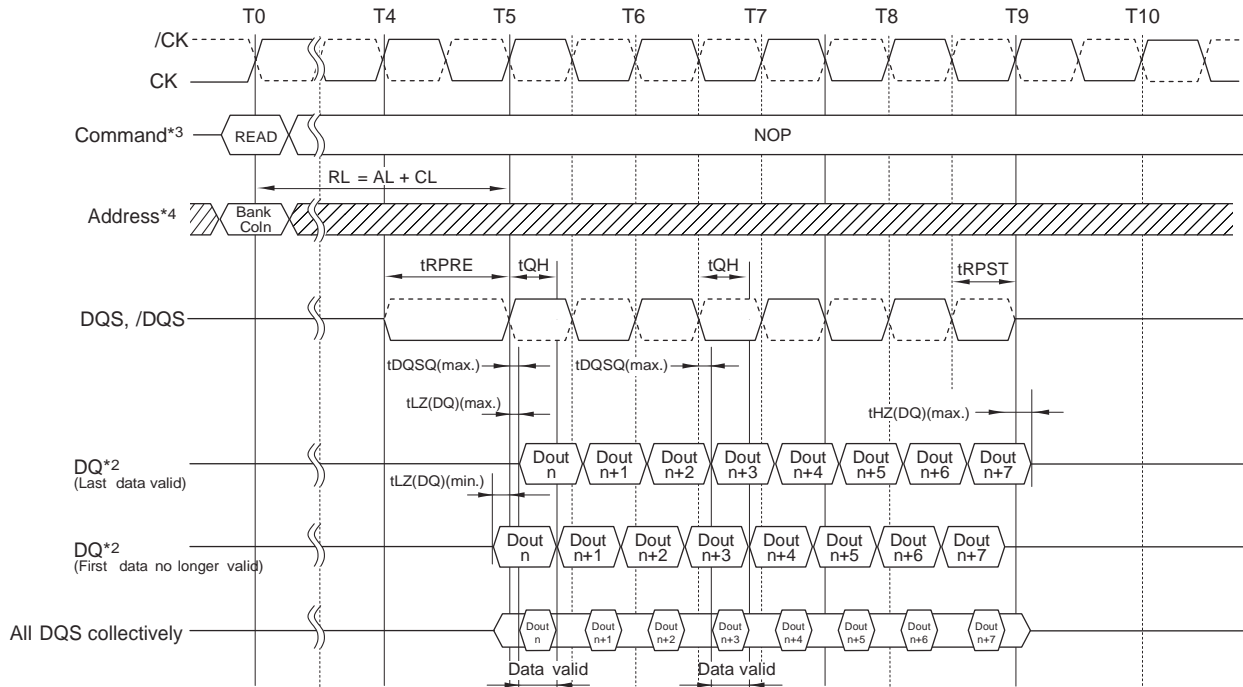 T0 T4 T5 T6 T7 T8 T9 T10
/CK
CK
Command*3 READ NOP
RL = AL + CL
Address*4 Bank Coln
tRPRE tQH tQH tRPST
DQS, /DQS
tDQSQ(max.) tDQSQ(max.)
tLZ(DQ)(max.) tHZ(DQ)(max.)
DQ*2 Dout n Dout n+1 Dout n+2 Dout n+3 Dout n+4 Dout n+5 Dout n+6 Dout n+7
(Last data valid)
tLZ(DQ)(min.)
DQ*2 Dout n Dout n+1 Dout n+2 Dout n+3 Dout n+4 Dout n+5 Dout n+6 Dout n+7
(First data no longer valid)
All DQS collectively Dout n Dout n+1 Dout n+2 Dout n+3 Dout n+4 Dout n+5 Dout n+6 Dout n+7
Data valid Data valid